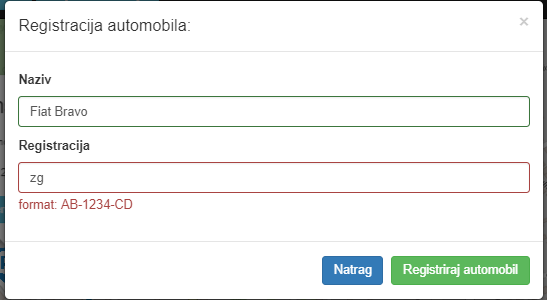 Registracija automobila:
×
Naziv
Fiat Bravo
Registracija
zg
format: AB-1234-CD
Natrag
Registriraj automobil